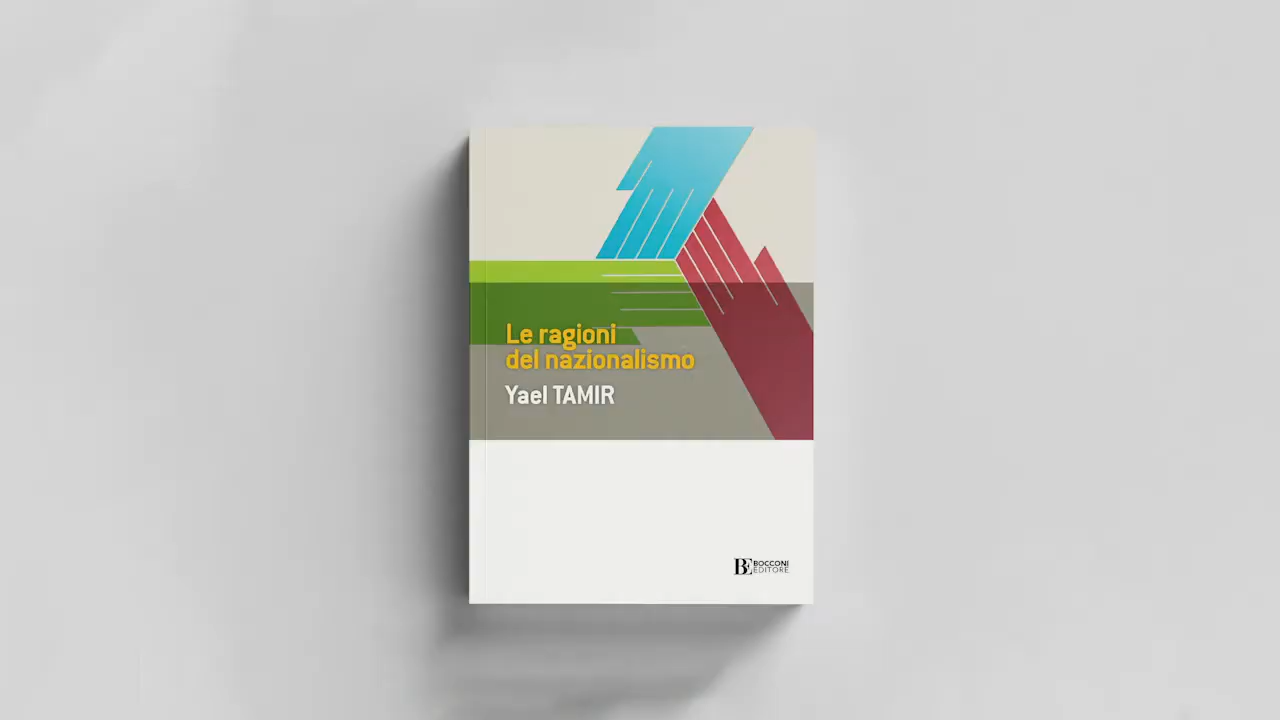 Le ragioni
del nazionalismo
Yael TAMIR
BE BOCCONI
EDITORE